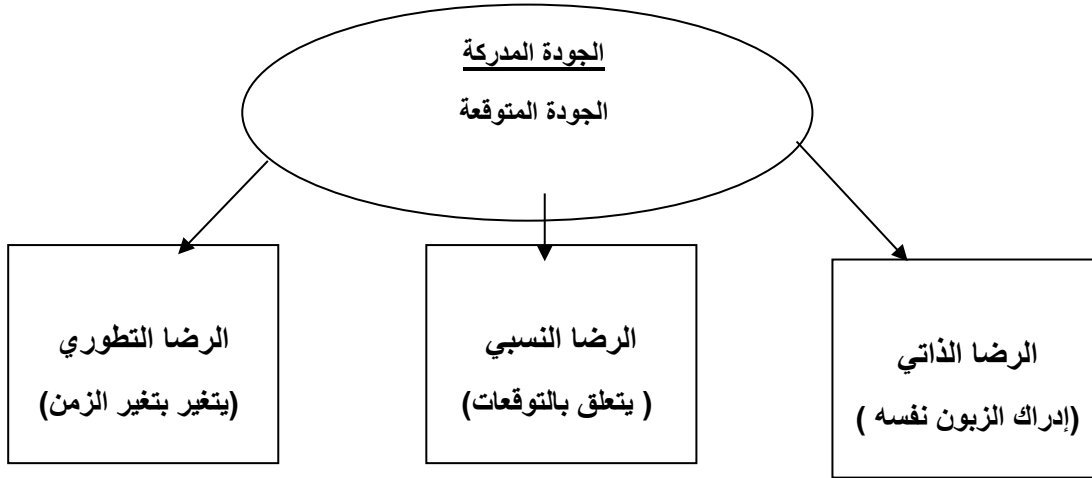 الجودة المدركة
الجودة المتوقعة
الرضا الذاتي
(إدراك الزبون نفسه )
الرضا النسبي
( يتعلق بالتوقعات)
الرضا التطوري
(يتغير بتغير الزمن)